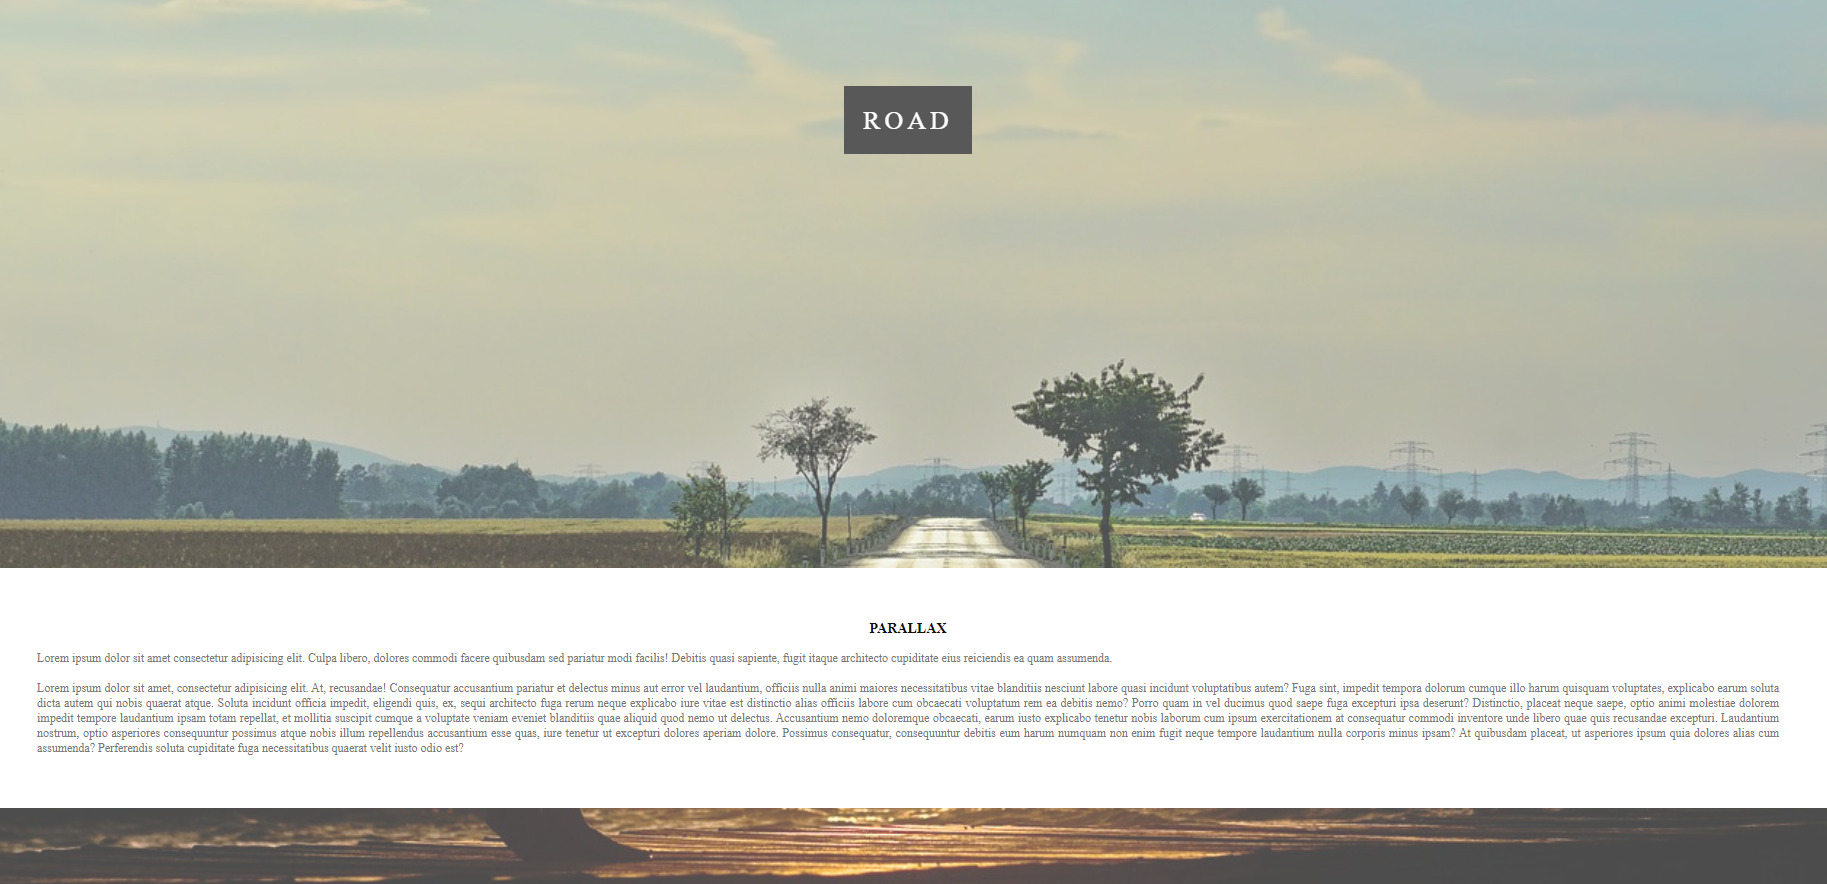 ROAD
PARALLAX
Lorem ipsum dolor sit amet consectetur adipisicing elit. Culpa libero, dolores commodi facere quibusdam sed pariatur modi facilis! Debitis quasi sapiente, fugit itaque architecto cupiditate eius reiciendis ea quam assumenda.
Lorem ipsum dolor sit amet, consectetur adipisicing elit. At, recusandae! Consequatur accusantium pariatur et delectus minus aut error vel laudantium, officiis nulla animi maiores necessitatibus vitae blanditiis nesciunt labore quasi incidunt voluptatibus autem? Fuga sint, impedit tempora dolorum cumque illo harum quisquam voluptates, explicabo earum soluta
dicta autem qui nobis quaerat atque. Soluta incidunt officia impedit, eligendi quis, ex, sequi architecto fuga rerum neque explicabo iure vitae est distinctio alias officiis labore cum obcaecati voluptatum rem ea debitis nemo? Porro quam in vel ducimus quod saepe fuga excepturi ipsa deserunt? Distinctio, placeat neque saepe, optio animi molestiae dolorem
impedit tempore laudantium ipsam totam repellat, et mollitia suscipit cumque a voluptate veniam eveniet blanditiis quae aliquid quod nemo ut delectus. Accusantium nemo doloremque obcaecati, earum iusto explicabo tenetur nobis laborum cum ipsum exercitationem at consequatur commodi inventore unde libero quae quis recusandae excepturi. Laudantium
nostrum, optio asperiores consequuntur possimus atque nobis illum repellendus accusantium esse quas, iure tenetur ut excepturi dolores aperiam dolore. Possimus consequatur, consequuntur debitis eum harum numquam non enim fugit neque tempore laudantium nulla corporis minus ipsam? At quibusdam placeat, ut asperiores ipsum quia dolores alias cum
assumenda? Perferendis soluta cupiditate fuga necessitatibus quaerat velit iusto odio est?